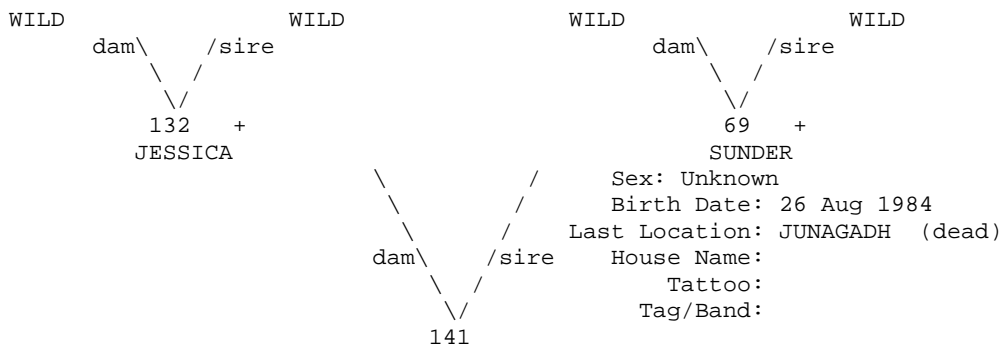 WILD WILD WILD WILD
dam\ /sire dam\ /sire
\ / \ /
\/ \/
132 + 69 +
JESSICA SUNDER
\ / Sex: Unknown
\ / Birth Date: 26 Aug 1984
\ / Last Location: JUNAGADH (dead)
dam\ /sire House Name:
\ / Tattoo:
\/ Tag/Band:
141